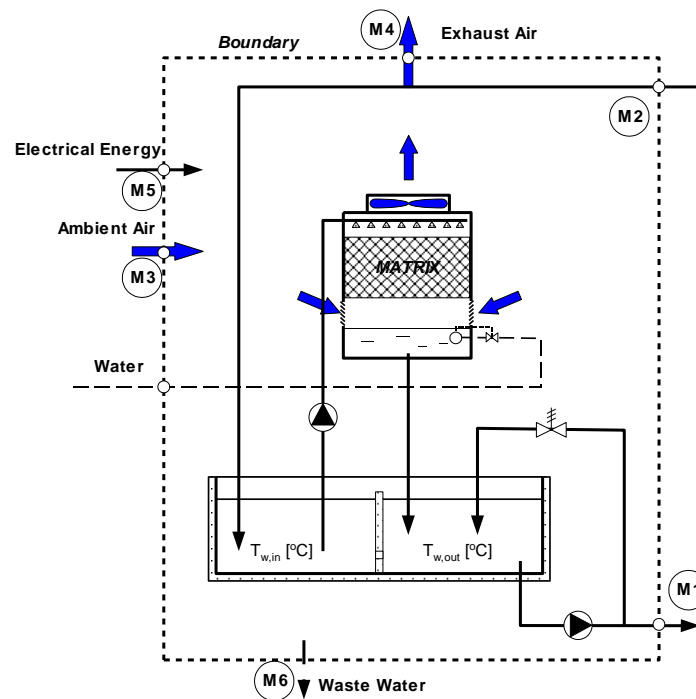 M4
Exhaust Air
Boundary
M2
Electrical Energy
M5
Ambient Air
M3
MATRIX
Water
T_w,in [ºC]
T_w,out [ºC]
M1
M6
Waste Water